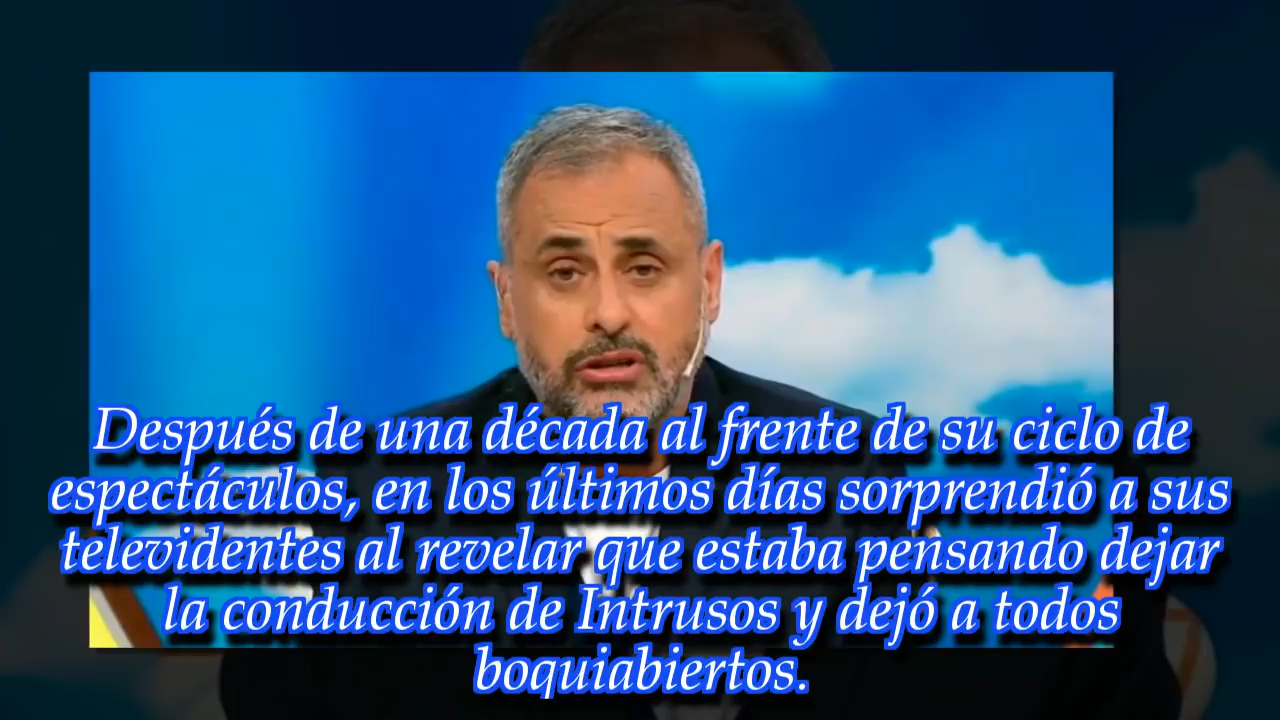 Después de una década al frente de su ciclo de
espectáculos, en los últimos días sorprendió a sus
televidentes al revelar que estaba pensando dejar
la conducción de Intrusos y dejó a todos
boquiabiertos.